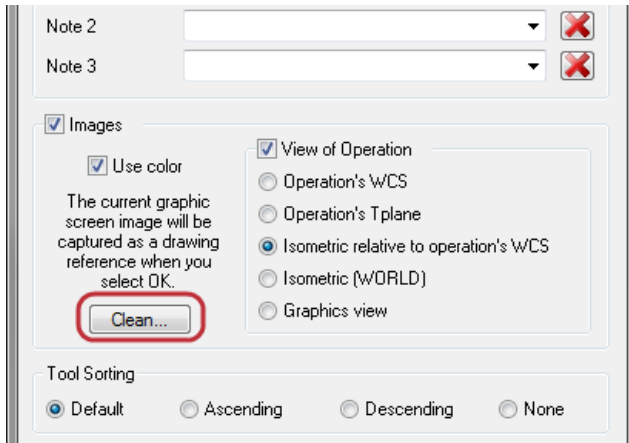 Note 2
Note 3
Images
Use color
The current graphic
screen image will be
captured as a drawing
reference when you
select OK.
Clean...
View of Operation
Operation's WCS
Operation's Tplane
Isometric relative to operation's WCS
Isometric (WORLD)
Graphics view
Tool Sorting
Default Ascending Descending None